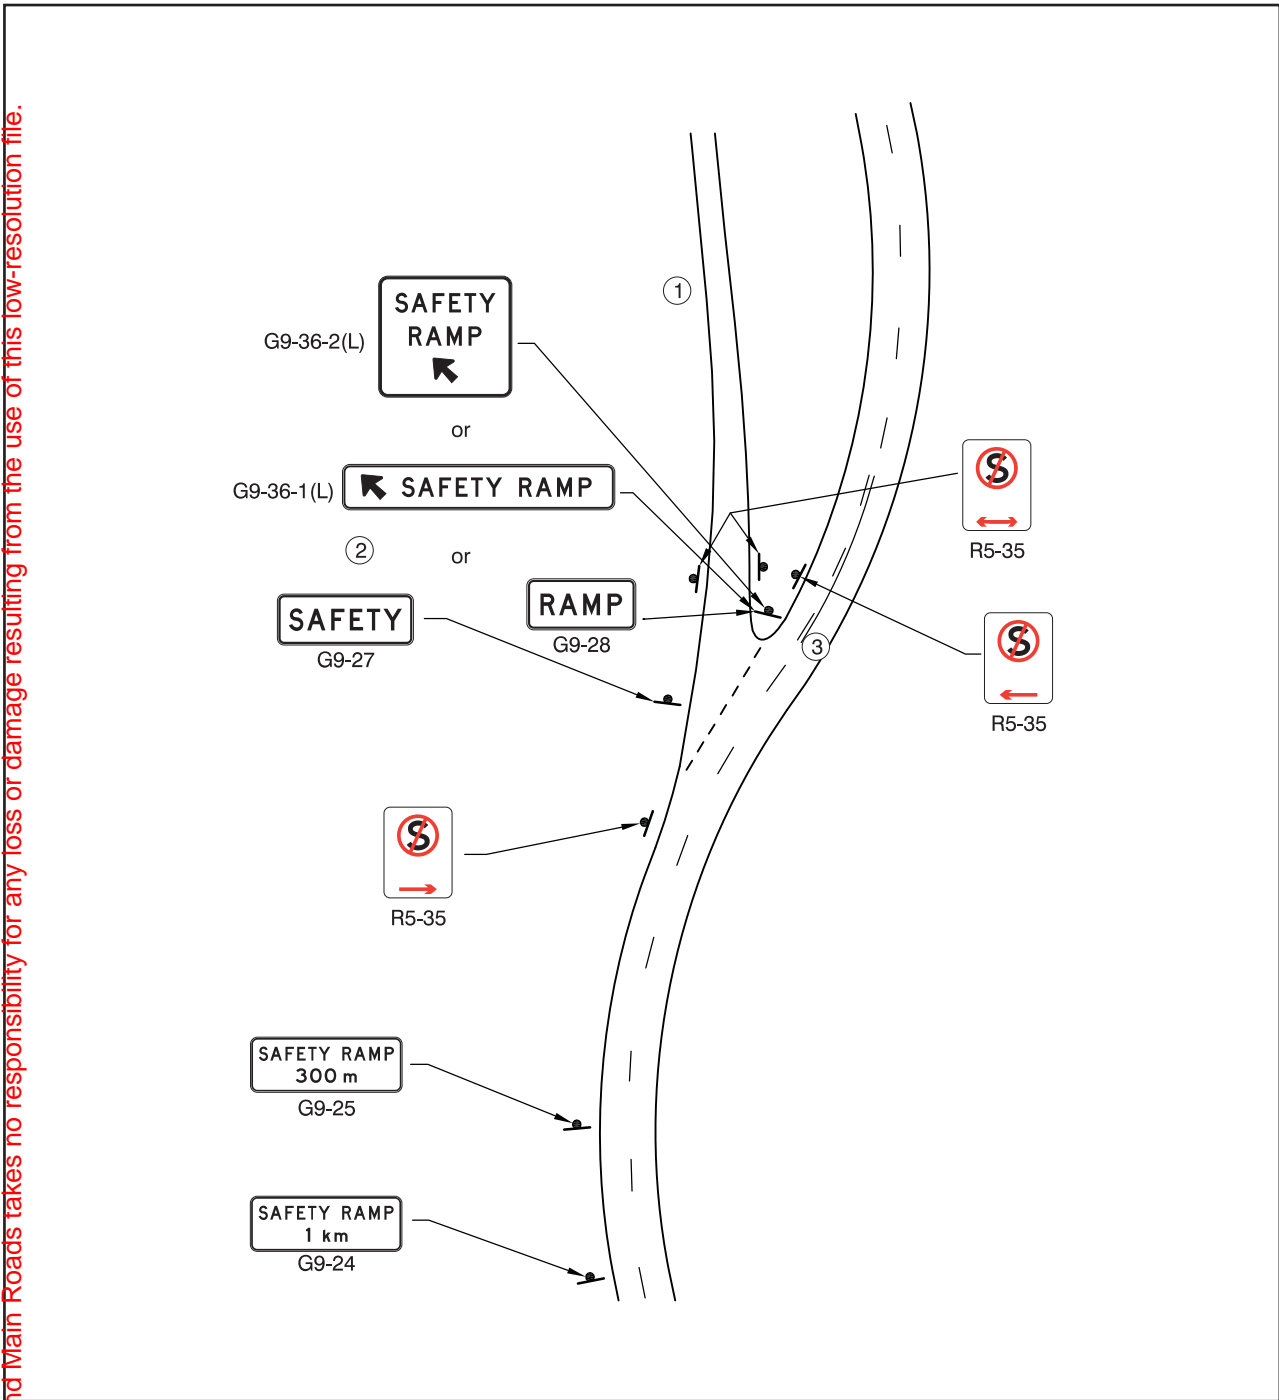 nd Main Roads takes no responsibility for any loss or damage resulting from the use of this low-resolution file.
1
SAFETY
RAMP
G9-36-2(L)
or
G9-36-1(L)
SAFETY RAMP
2
or
SAFETY
G9-27
RAMP
G9-28
S
R5-35
3
S
R5-35
S
R5-35
SAFETY RAMP
300 m
G9-25
SAFETY RAMP
1 km
G9-24